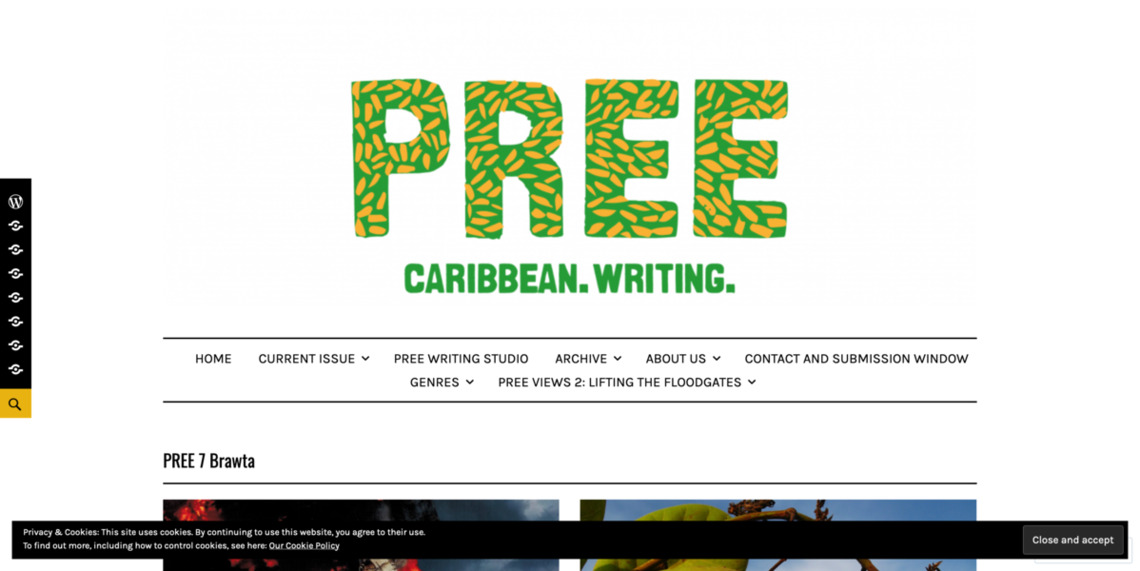 PREE
CARIBBEAN. WRITING.
HOME CURRENT ISSUE PREE WRITING STUDIO ARCHIVE ABOUT US CONTACT AND SUBMISSION WINDOW
GENRES PREE VIEWS 2: LIFTING THE FLOODGATES
PREE 7 Brawta
Privacy & Cookies: This site uses cookies. By continuing to use this website, you agree to their use.
To find out more, including how to control cookies, see here: Our Cookie Policy
Close and accept